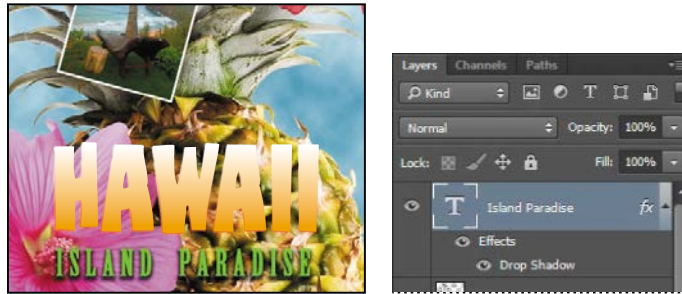 HAWAII
ISLAND PARADISE
Layers Channels Paths
Kind T
Normal Opacity: 100%
Lock: Fill: 100%
T Island Paradise fx
Effects
Drop Shadow